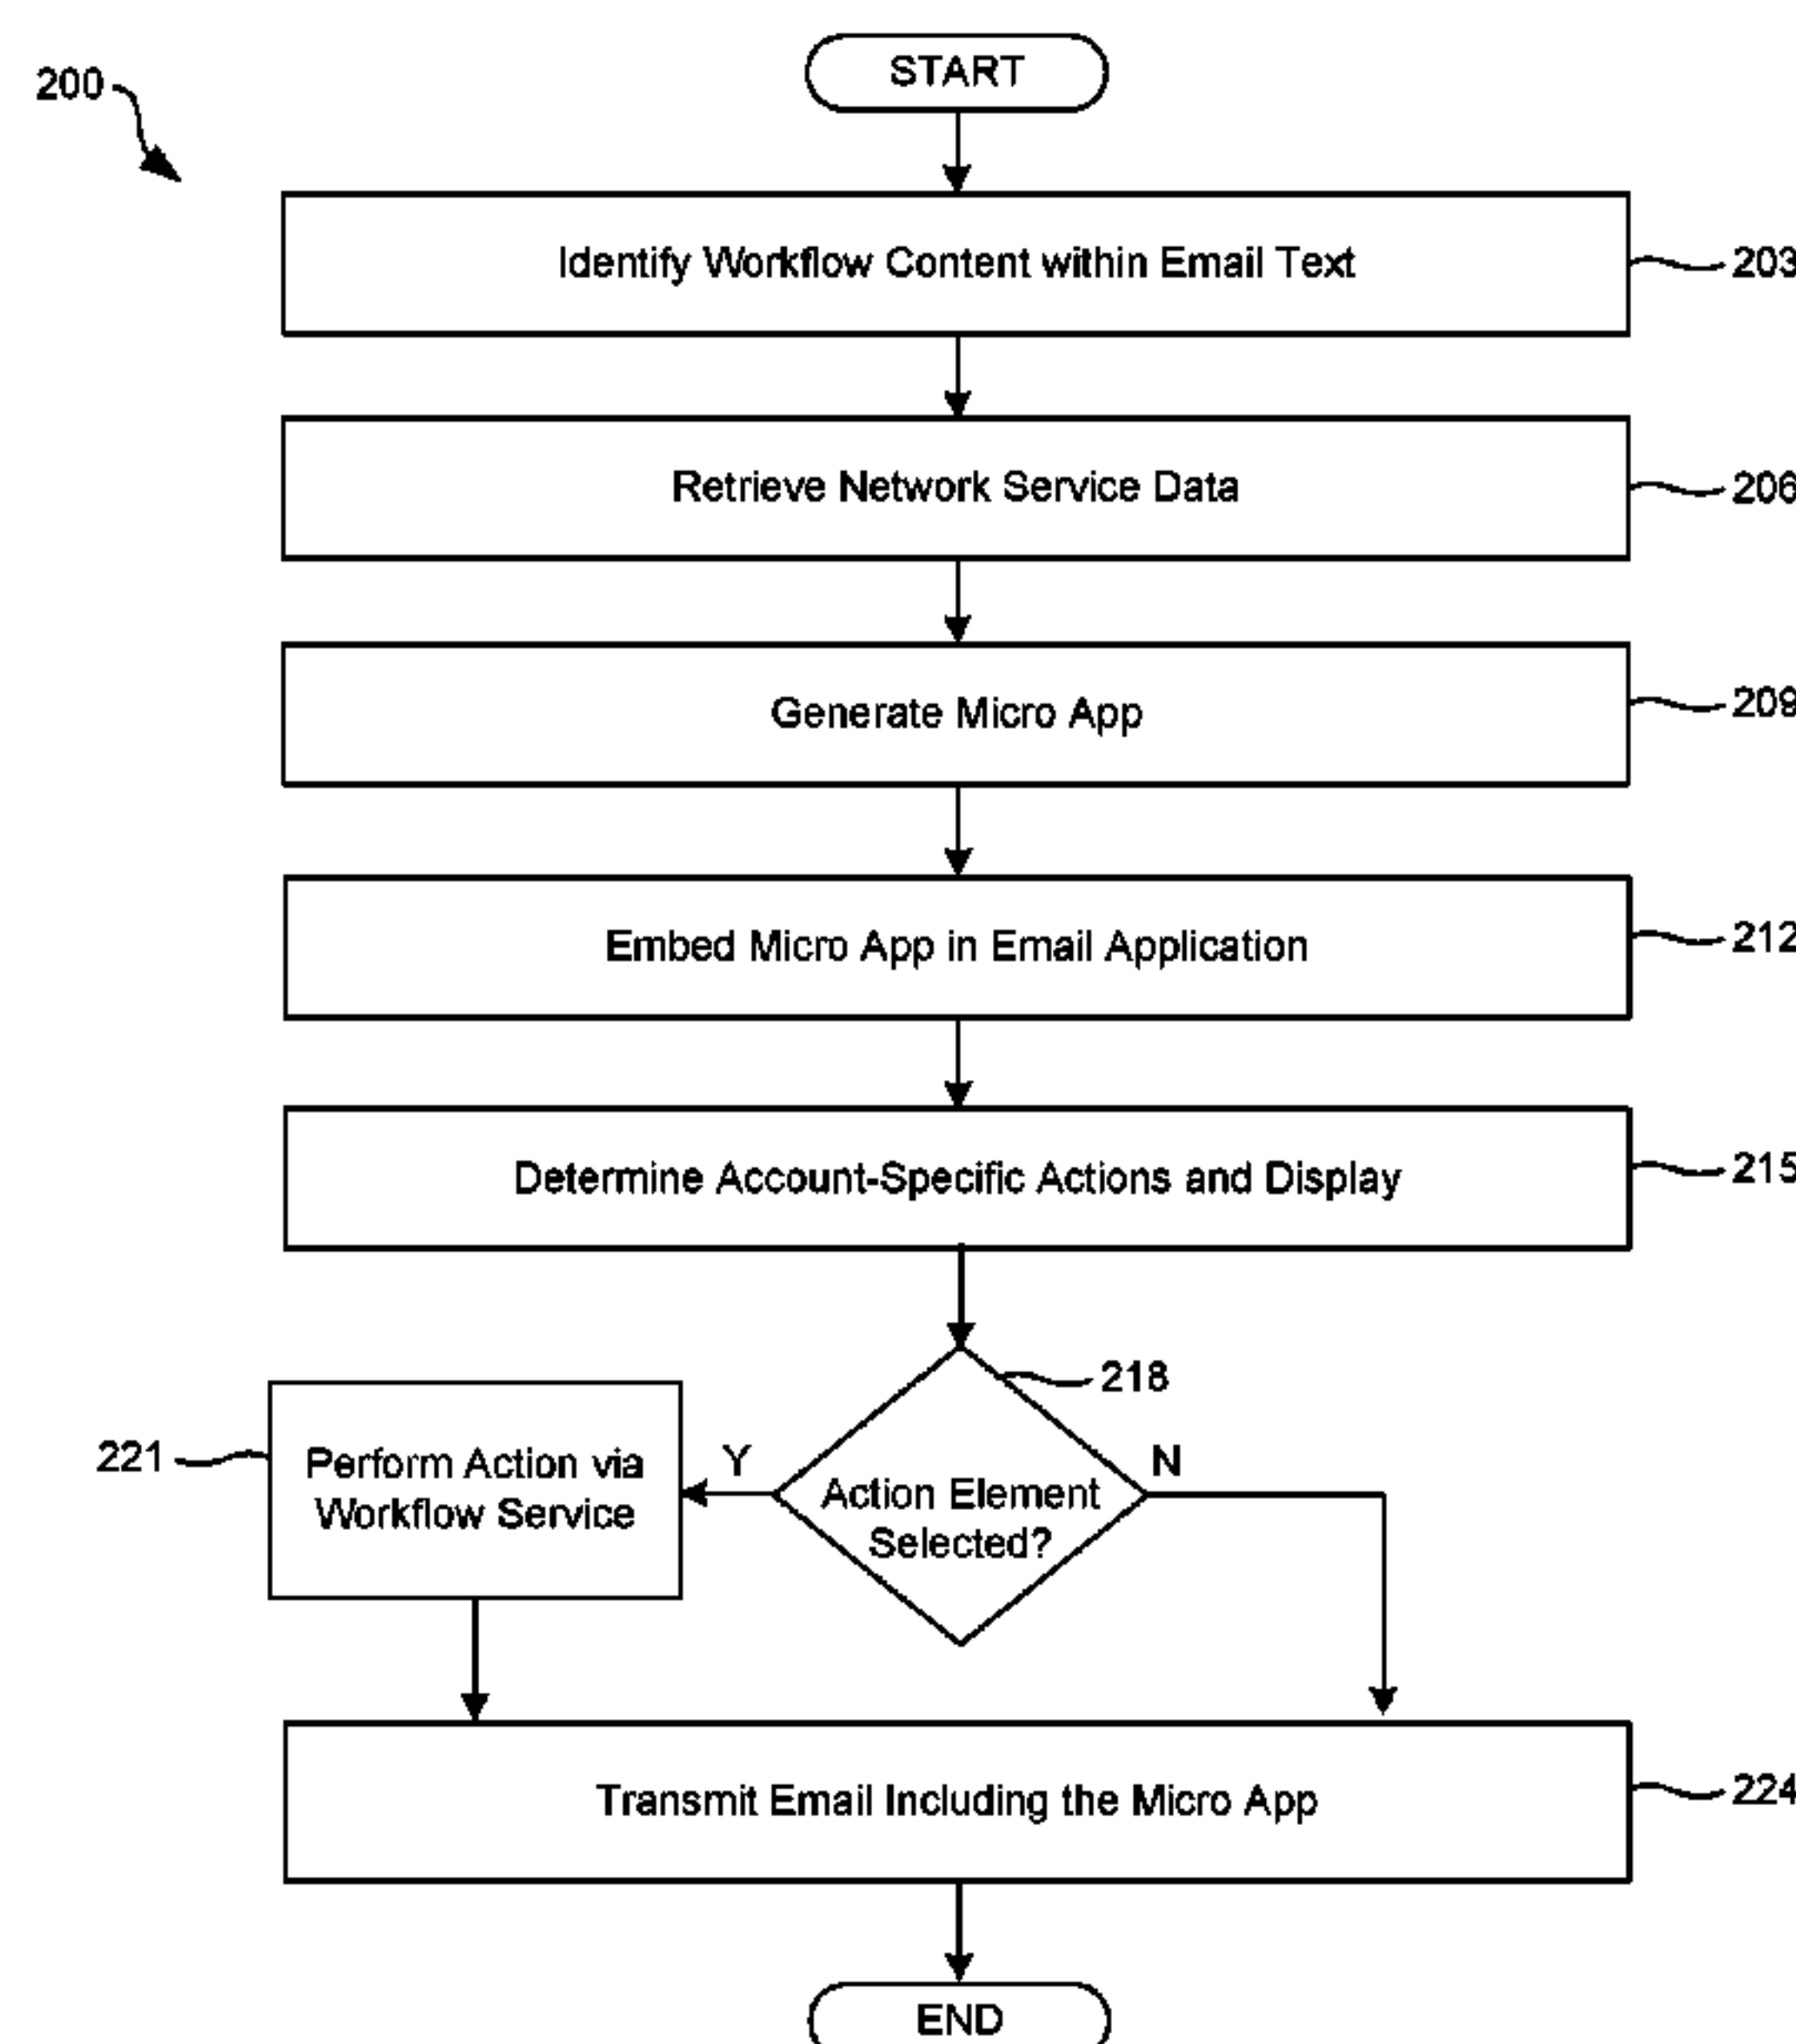 200
START
Identify Workflow Content within Email Text
203
Retrieve Network Service Data
206
Generate Micro App
209
Embed Micro App in Email Application
212
Determine Account-Specific Actions and Display
215
218
221
Perform Action via
Workflow Service
Y
Action Element
Selected?
N
Transmit Email Including the Micro App
224
END